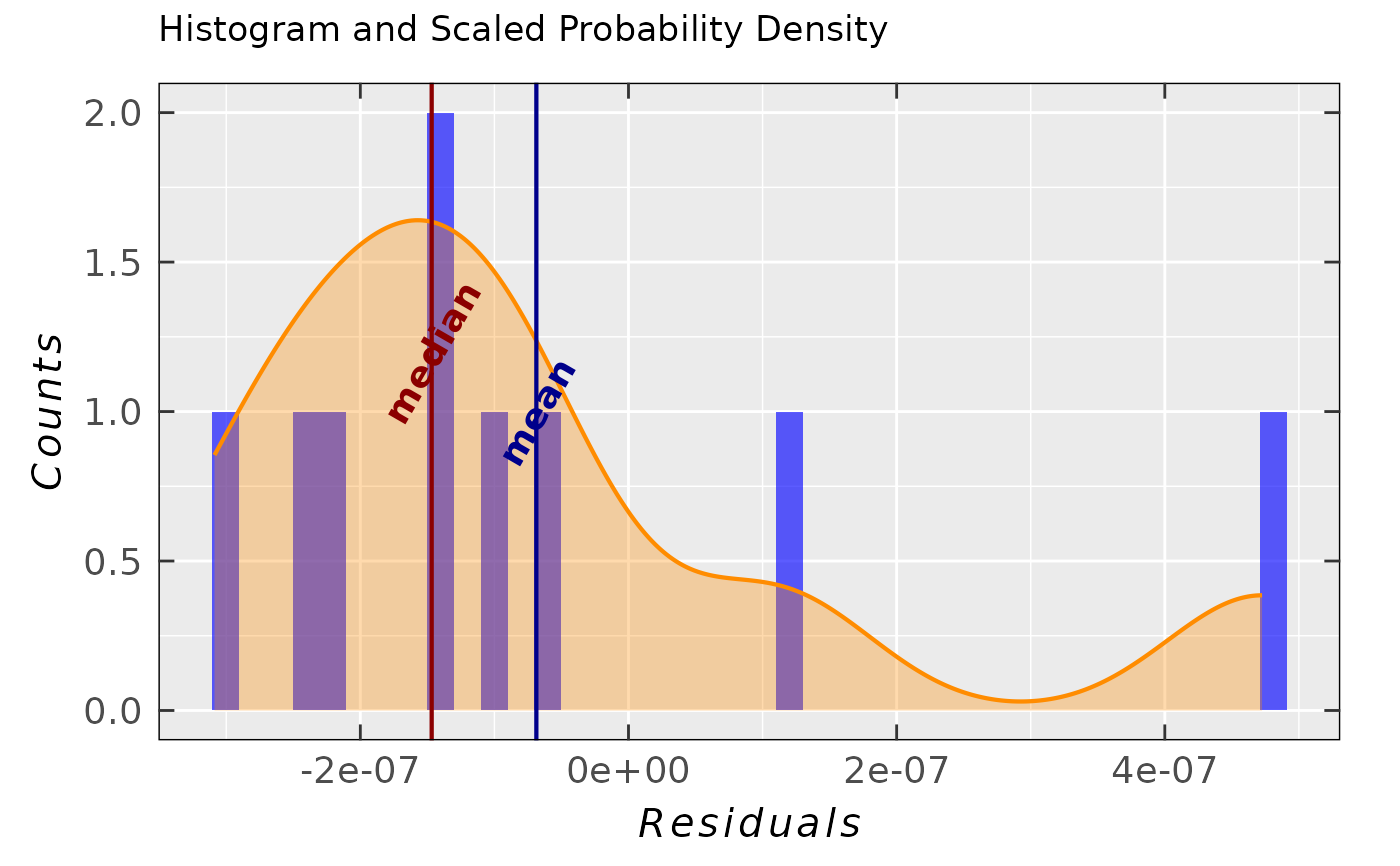 Histogram and Scaled Probability Density
2.0
1.5
1.0
0.5
0.0
Counts
median
mean
-2e-07
0e+00
2e-07
4e-07
Residuals